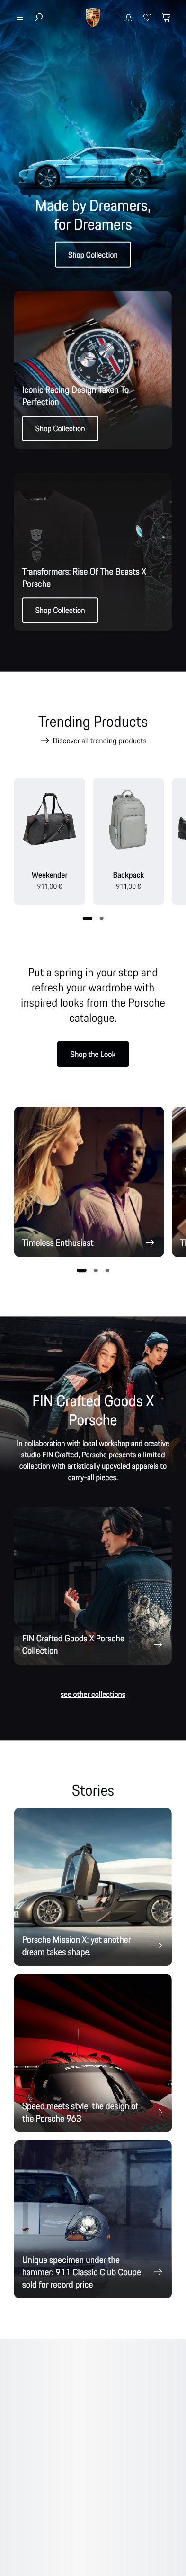 Made by Dreamers,
for Dreamers
Shop Collection
Iconic Racing Design Taken To
Perfection
Shop Collection
Transformers: Rise Of The Beasts X
Porsche
Shop Collection
Trending Products
Discover all trending products
Weekender
911,00 €
Backpack
911,00 €
Put a spring in your step and
refresh your wardrobe with
inspired looks from the Porsche
catalogue.
Shop the Look
Timeless Enthusiast
FIN Crafted Goods X
Porsche
In collaboration with local workshop and creative
studio FIN Crafted, Porsche presents a limited
collection with artistically upcycled apparels to
carry-all pieces.
FIN Crafted Goods X Porsche
Collection
see other collections
Stories
Porsche Mission X: yet another
dream takes shape.
PORSCHE
Speed meets style: the design of
the Porsche 963
Unique specimen under the
hammer: 911 Classic Club Coupe
sold for record price